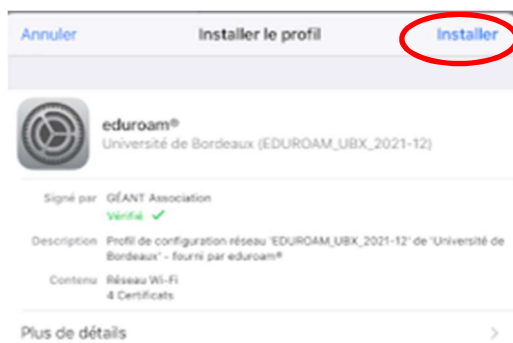 Annuler Installer le profil Installer
eduroam®
Université de Bordeaux (EDUROAM_UBX_2021-12)
Signé par GÉANT Association
Vérifié ✓
Description Profil de configuration réseau 'EDUROAM_UBX_2021-12' de 'Université de
Bordeaux' - fourni par eduroam®
Contenu Réseau Wi-Fi
4 Certificats
Plus de détails